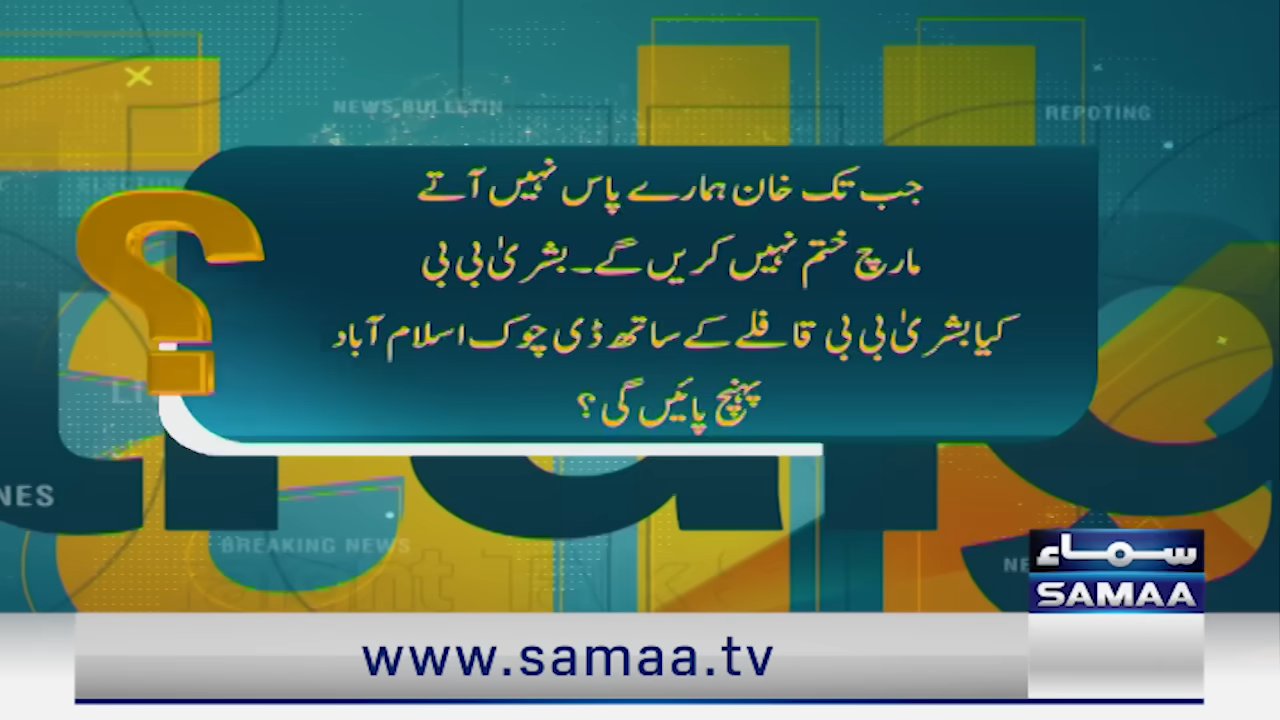 NEWS BULLETIN
REPOTING
جب تک خان ہمارے پاس نہیں آتے
مارچ ختم نہیں کریں گے۔ بشریٰ بی بی
کیا بشریٰ بی بی قافلے کے ساتھ ڈی چوک اسلام آباد
پہنچ پائیں گی ؟
NES
BREAKING NEWS
سماء
SAMAA
www.samaa.tv